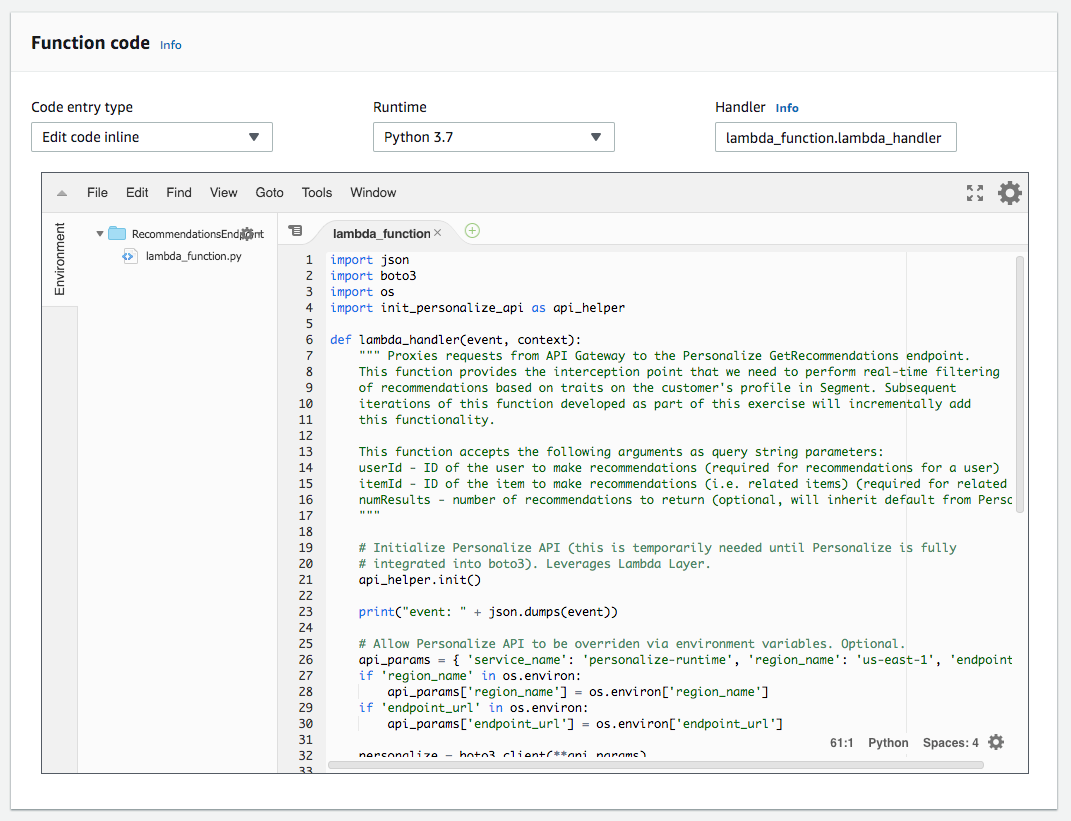 Function code Info
Code entry type
Edit code inline
Runtime
Python 3.7
Handler Info
lambda_function.lambda_handler
File Edit Find View Goto Tools Window
Environment
RecommendationsEndpoint
lambda_function.py
lambda_function ×
1 import json
2 import boto3
3 import os
4 import init_personalize_api as api_helper
5
6 def lambda_handler(event, context):
7 """ Proxies requests from API Gateway to the Personalize GetRecommendations endpoint.
8 This function provides the interception point that we need to perform real-time filtering
9 of recommendations based on traits on the customer's profile in Segment. Subsequent
10 iterations of this function developed as part of this exercise will incrementally add
11 this functionality.
12
13 This function accepts the following arguments as query string parameters:
14 userId - ID of the user to make recommendations (required for recommendations for a user)
15 itemId - ID of the item to make recommendations (i.e. related items) (required for related
16 numResults - number of recommendations to return (optional, will inherit default from Persc
17 """
18
19 # Initialize Personalize API (this is temporarily needed until Personalize is fully
20 # integrated into boto3). Leverages Lambda Layer.
21 api_helper.init()
22
23 print("event: " + json.dumps(event))
24
25 # Allow Personalize API to be overriden via environment variables. Optional.
26 api_params = { 'service_name': 'personalize-runtime', 'region_name': 'us-east-1', 'endpoint
27 if 'region_name' in os.environ:
28 api_params['region_name'] = os.environ['region_name']
29 if 'endpoint_url' in os.environ:
30 api_params['endpoint_url'] = os.environ['endpoint_url']
31
32 personalize = boto3.client(**api_params)
33
61:1 Python Spaces: 4